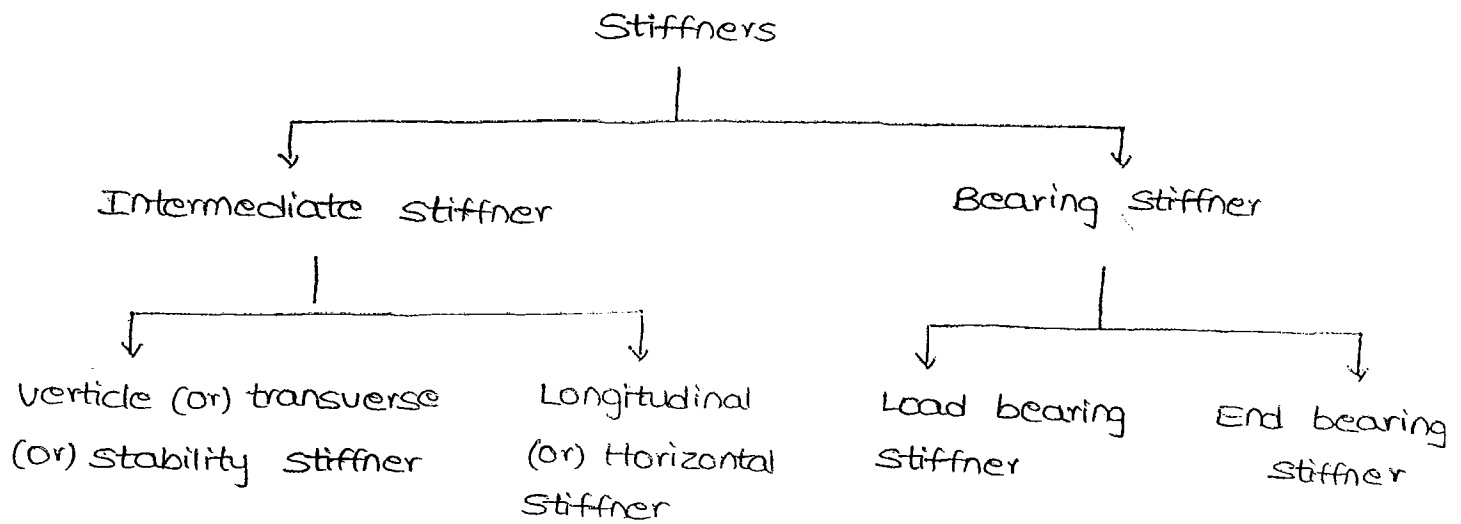 Stiffners
Intermediate stiffner
Bearing stiffner
verticle (or) transverse
(or) stability stiffner
Longitudinal
(or) Horizontal
Stiffner
Load bearing
stiffner
End bearing
stiffner